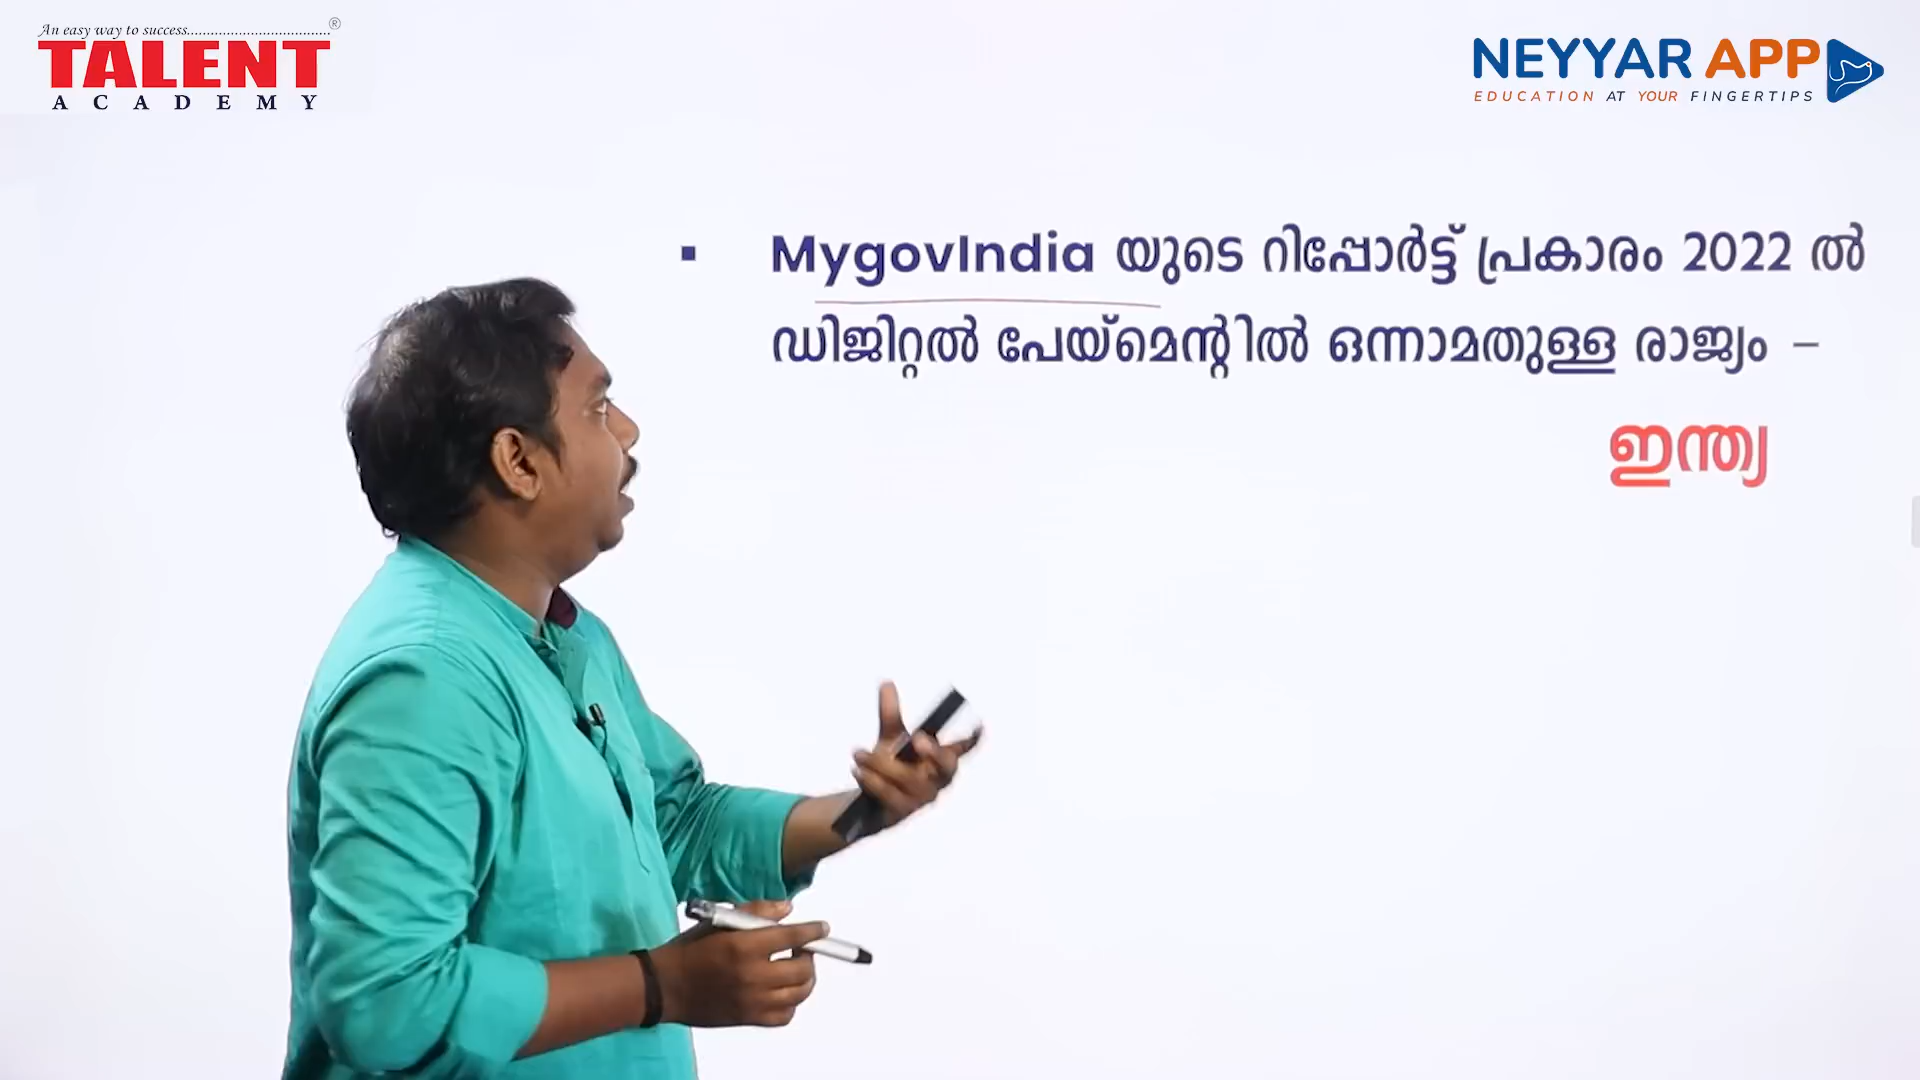 An easy way to success.................................... ®
TALENT
ACADEMY
NEYYAR APP
EDUCATION AT YOUR FINGERTIPS
▪ MygovIndia യുടെ റിപ്പോർട്ട് പ്രകാരം 2022 ൽ
ഡിജിറ്റൽ പേയ്‌മെന്റിൽ ഒന്നാമതുള്ള രാജ്യം –
ഇന്ത്യ